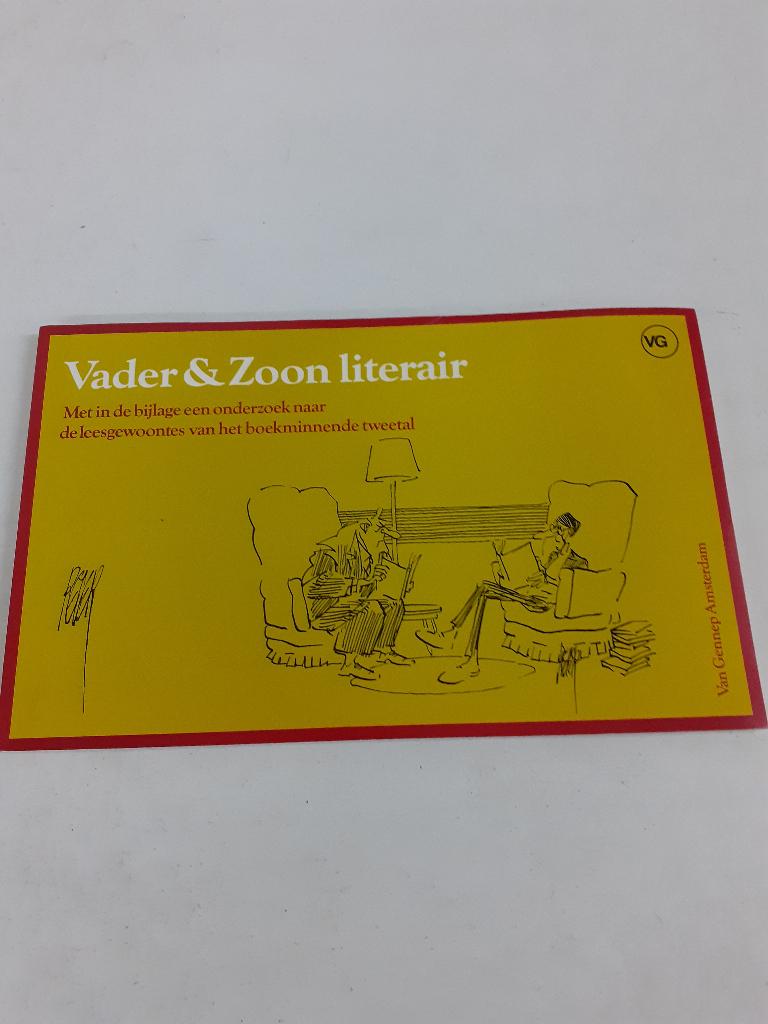 VG
Vader & Zoon literair
Met in de bijlage een onderzoek naar
de leesgewoontes van het boekminnende tweetal
Van Gennep Amsterdam